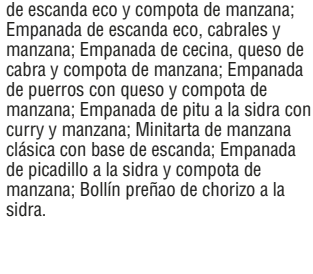 de escanda eco y compota de manzana;
Empanada de escanda eco, cabrales y
manzana; Empanada de cecina, queso de
cabra y compota de manzana; Empanada
de puerros con queso y compota de
manzana; Empanada de pitu a la sidra con
curry y manzana; Minitarta de manzana
clásica con base de escanda; Empanada
de picadillo a la sidra y compota de
manzana; Bollín preñao de chorizo a la
sidra.